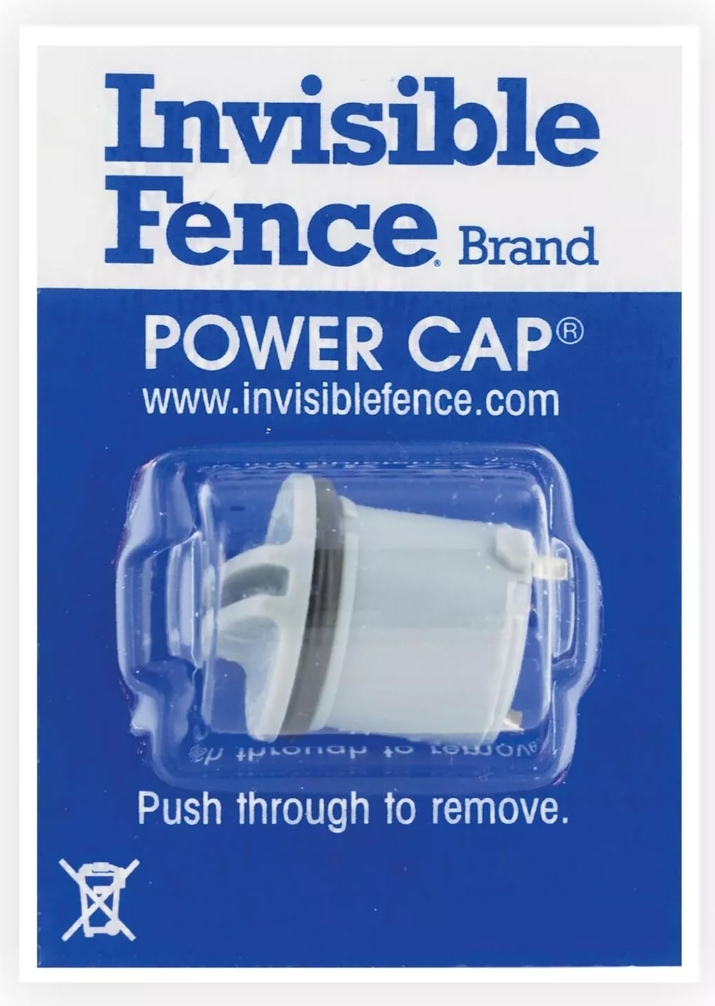 Invisible
Fence® Brand
POWER CAP®
www.invisiblefence.com
Push through to remove.